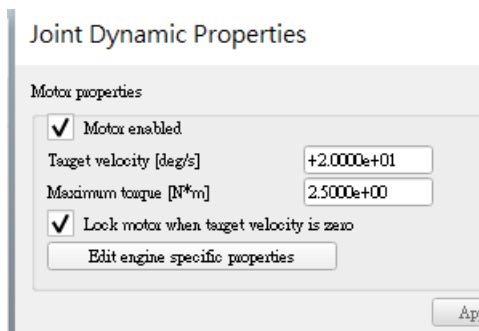 Joint Dynamic Properties
Motor properties
Motor enabled
Target velocity [deg/s] +2.0000e+01
Maximum torque [N*m] 2.5000e+00
Lock motor when target velocity is zero
Edit engine specific properties